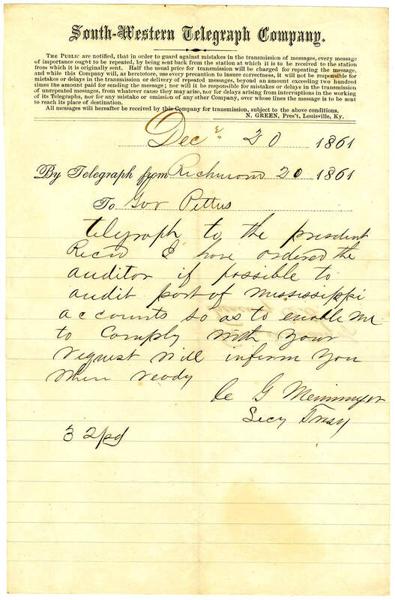 South-Western Telegraph Company.
THE PUBLIC are notified, that in order to guard against mistakes in the transmission of messages, every message
of importance ought to be repeated, by being sent back from the station at which it is to be received to the station
from which it is originally sent. Half the usual price for transmission will be charged for repeating the message,
and while this Company will, as heretofore, use every precaution to insure correctness, it will not be responsible for
mistakes or delays in the transmission or delivery of repeated messages, beyond an amount exceeding two hundred
times the amount paid for sending the message; nor will it be responsible for mistakes or delays in the transmission of
unrepeated messages, from whatever cause they may arise, nor for delays arising from interruptions in the working
of its Telegraphs, nor for any mistake or omission of any other Company, over whose lines the message is to be sent
to reach its place of destination.
All messages will hereafter be received by this Company for transmission, subject to the above conditions.
N. GREEN, Pres't, Louisville, Ky.
Decr 20 1861
By Telegraph from Richmond 20 1861
To Gov Pettus
telegraph to the president
Recd I have ordered the
auditor if possible to
audit part of Mississippi
accounts so as to enable me
to comply with your
request will inform you
when ready
C G Memminger
Secy Tresy
32 pd